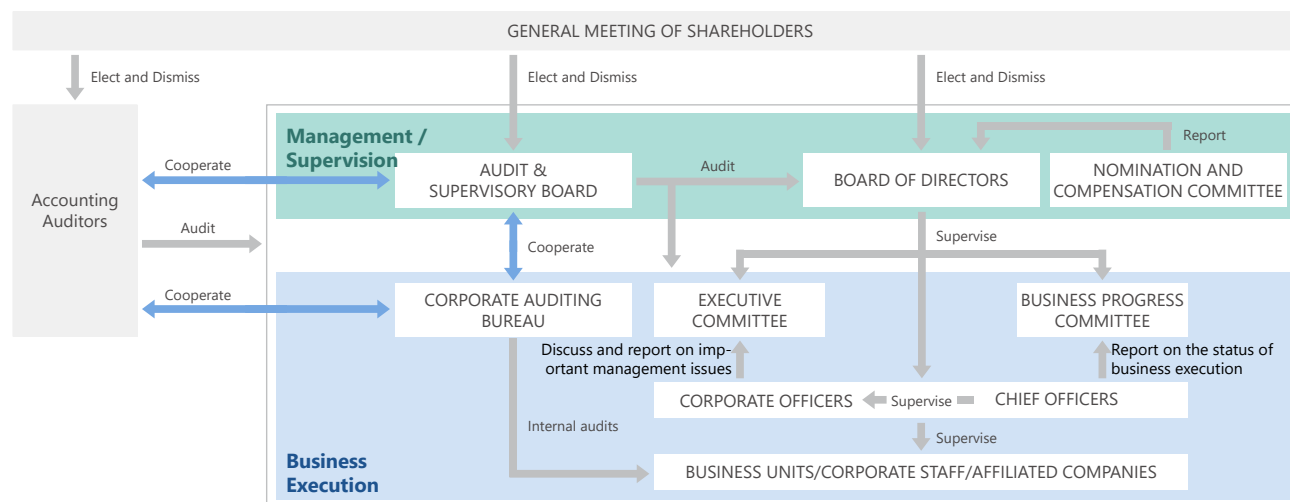 GENERAL MEETING OF SHAREHOLDERS
Elect and Dismiss
Elect and Dismiss
Elect and Dismiss
Management /
Supervision
Report
Cooperate
AUDIT &
SUPERVISORY BOARD
Audit
BOARD OF DIRECTORS
NOMINATION AND
COMPENSATION COMMITTEE
Accounting
Auditors
Audit
Cooperate
Supervise
Cooperate
CORPORATE AUDITING
BUREAU
EXECUTIVE
COMMITTEE
BUSINESS PROGRESS
COMMITTEE
Discuss and report on imp-
ortant management issues
Report on the status of
business execution
CORPORATE OFFICERS
Supervise
CHIEF OFFICERS
Internal audits
Supervise
Business
Execution
BUSINESS UNITS/CORPORATE STAFF/AFFILIATED COMPANIES